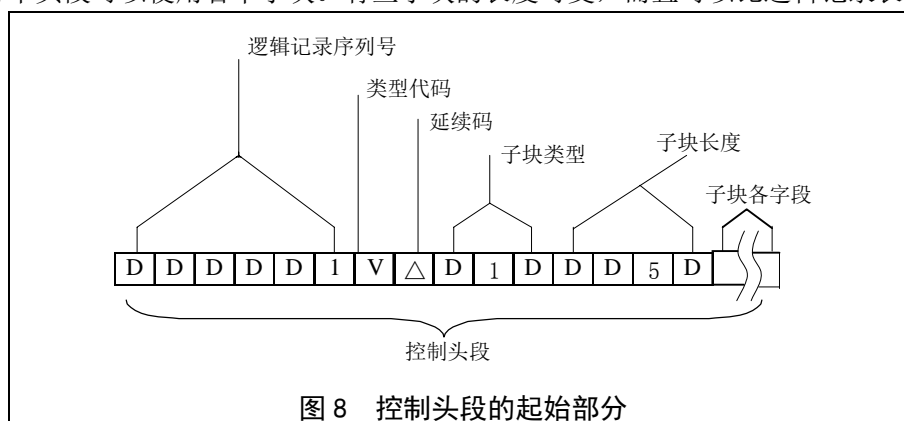 逻辑记录序列号
类型代码
延续码
子块类型
子块长度
子块各字段
D D D D D 1 V △ D 1 D D D 5 D
控制头段
图 8 控制头段的起始部分